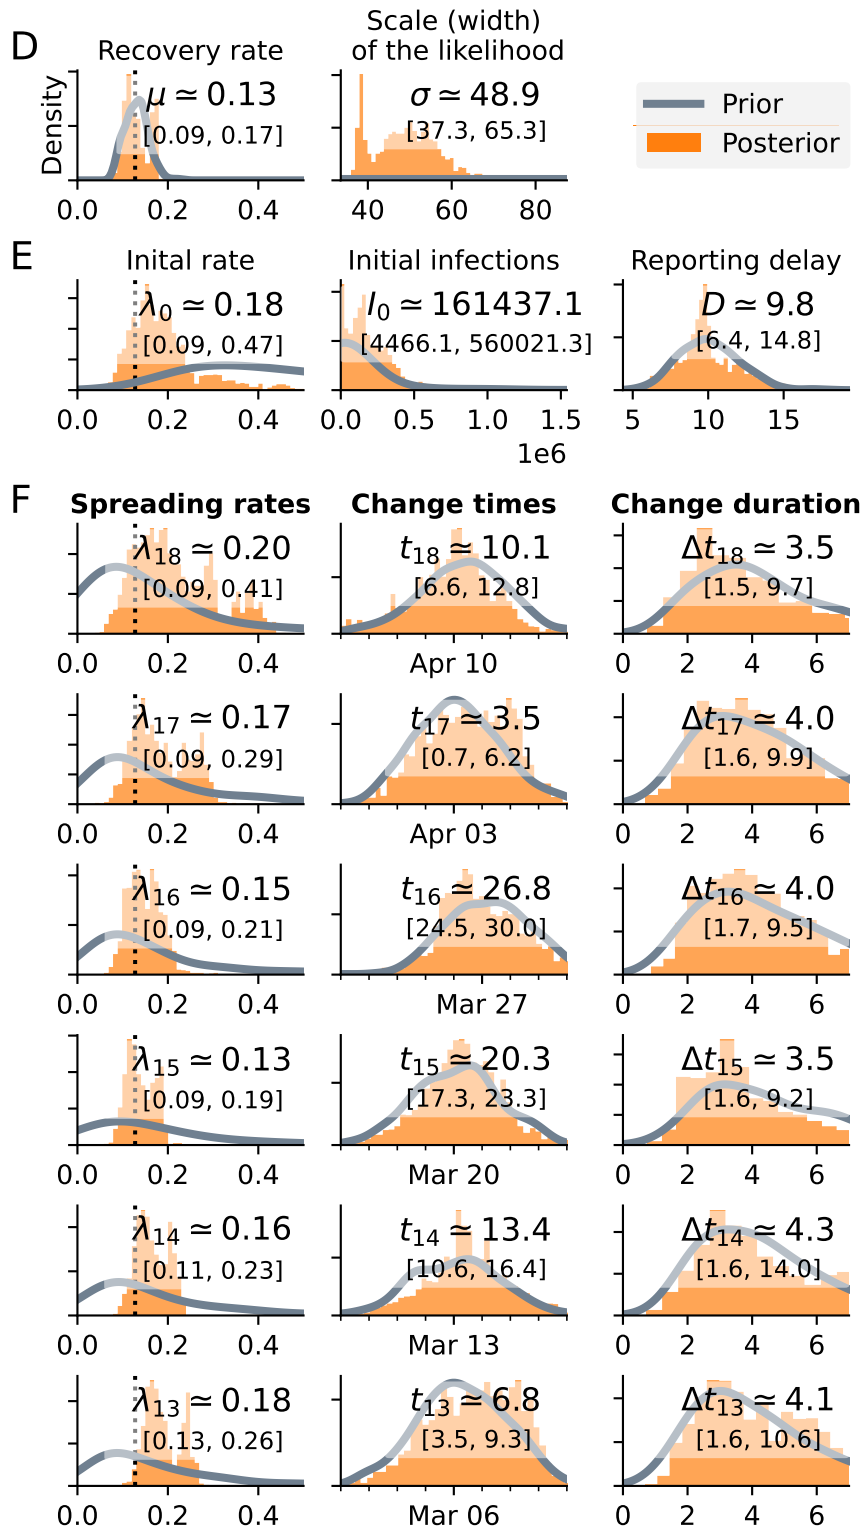 D
Recovery rate
Scale (width)
of the likelihood
Density
μ ≃ 0.13
[0.09, 0.17]
0.0 0.2 0.4
σ ≃ 48.9
[37.3, 65.3]
40 60 80
Prior
Posterior
E
Inital rate
λ0 ≃ 0.18
[0.09, 0.47]
0.0 0.2 0.4
Initial infections
I0 ≃ 161437.1
[4466.1, 560021.3]
0.0 0.5 1.0 1.5
1e6
Reporting delay
D ≃ 9.8
[6.4, 14.8]
5 10 15
F
Spreading rates Change times Change duration
λ18 ≃ 0.20
[0.09, 0.41]
0.0 0.2 0.4
t18 ≃ 10.1
[6.6, 12.8]
Apr 10
Δt18 ≃ 3.5
[1.5, 9.7]
0 2 4 6
λ17 ≃ 0.17
[0.09, 0.29]
0.0 0.2 0.4
t17 ≃ 3.5
[0.7, 6.2]
Apr 03
Δt17 ≃ 4.0
[1.6, 9.9]
0 2 4 6
λ16 ≃ 0.15
[0.09, 0.21]
0.0 0.2 0.4
t16 ≃ 26.8
[24.5, 30.0]
Mar 27
Δt16 ≃ 4.0
[1.7, 9.5]
0 2 4 6
λ15 ≃ 0.13
[0.09, 0.19]
0.0 0.2 0.4
t15 ≃ 20.3
[17.3, 23.3]
Mar 20
Δt15 ≃ 3.5
[1.6, 9.2]
0 2 4 6
λ14 ≃ 0.16
[0.11, 0.23]
0.0 0.2 0.4
t14 ≃ 13.4
[10.6, 16.4]
Mar 13
Δt14 ≃ 4.3
[1.6, 14.0]
0 2 4 6
λ13 ≃ 0.18
[0.13, 0.26]
0.0 0.2 0.4
t13 ≃ 6.8
[3.5, 9.3]
Mar 06
Δt13 ≃ 4.1
[1.6, 10.6]
0 2 4 6